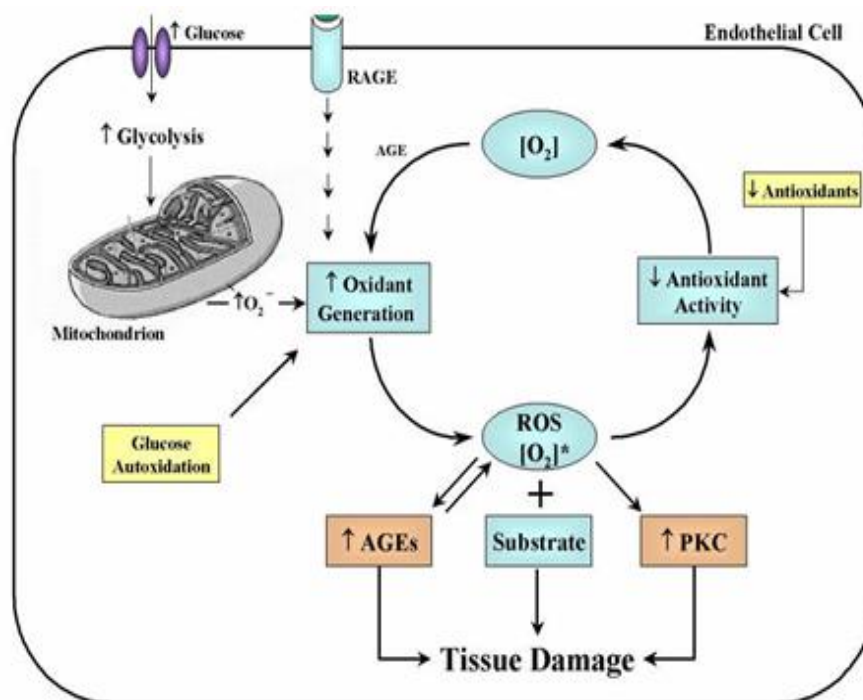 Endothelial Cell
↑ Glucose
RAGE
↑ Glycolysis
AGE
[O₂]
↓ Antioxidants
↑ Oxidant
Generation
↓ Antioxidant
Activity
↑O₂⁻
Mitochondrion
Glucose
Autoxidation
ROS
[O₂]*
+
↑ AGEs
Substrate
↑ PKC
Tissue Damage